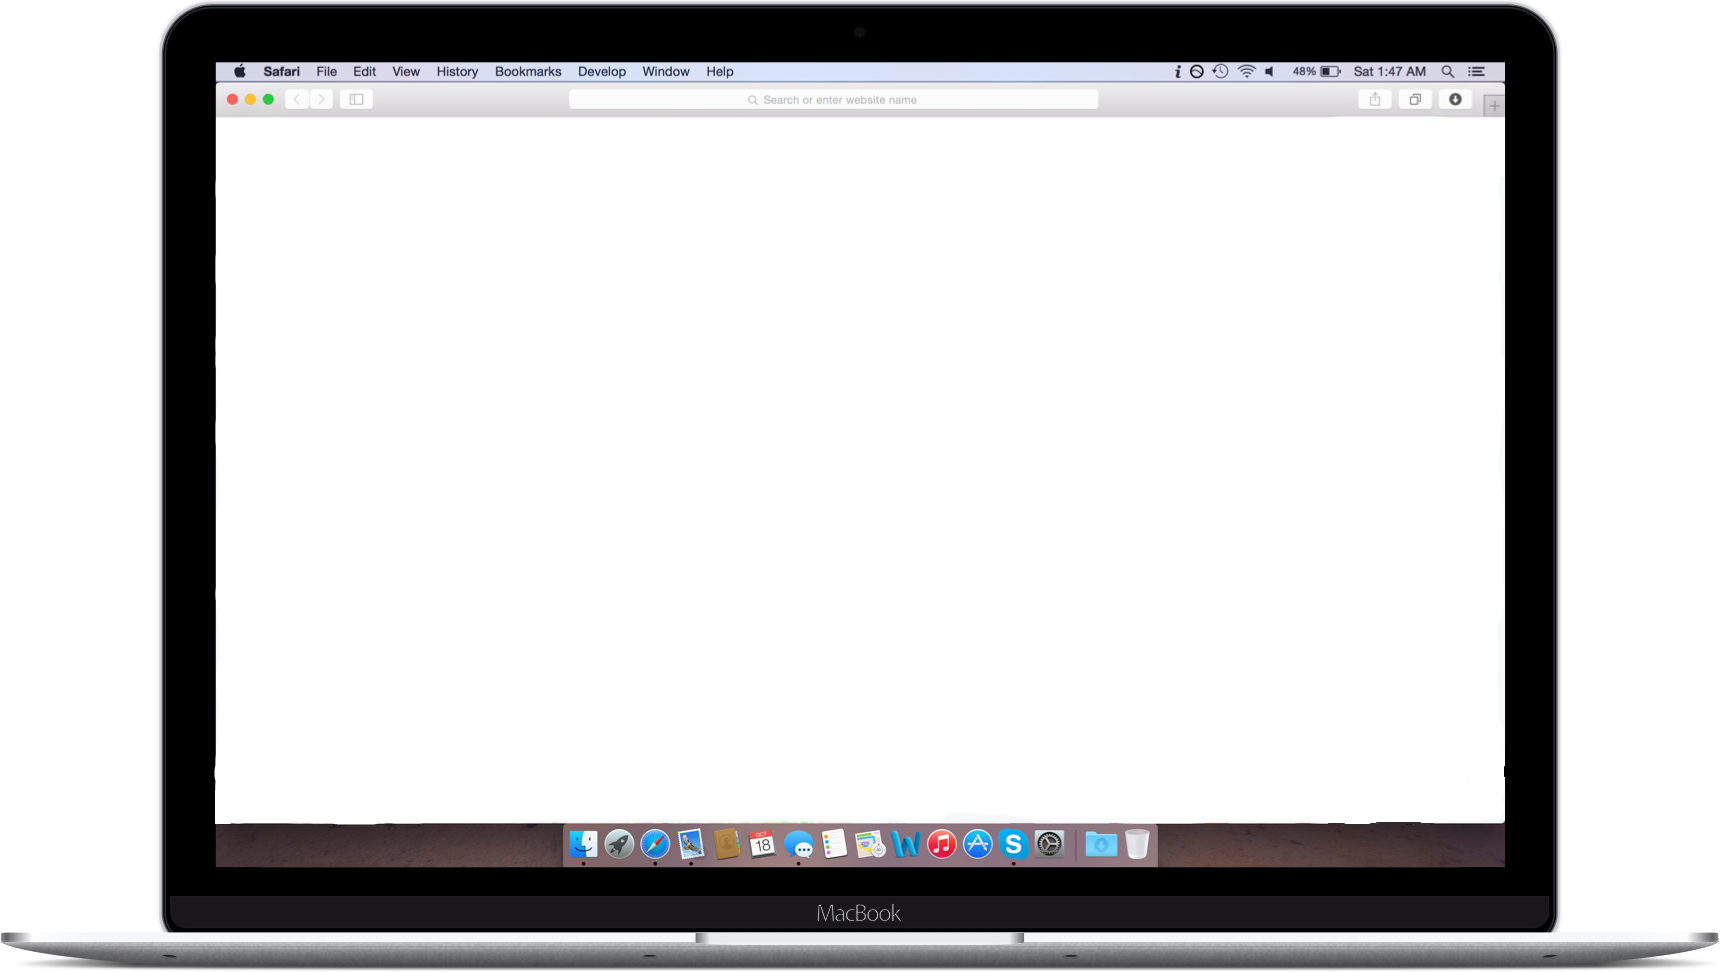 Safari File Edit View History Bookmarks Develop Window Help 48% Sat 1:47 AM
Search or enter website name
OCT
18
MacBook